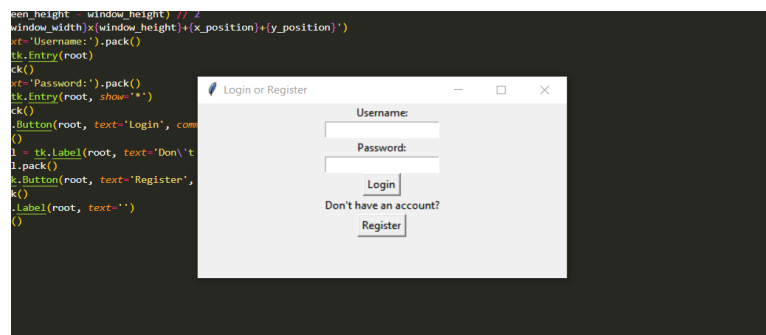 een_height - window_height) // 2
window_width}x{window_height}+{x_position}+{y_position}')
xt='Username:').pack()
tk.Entry(root)
ck()
xt='Password:').pack()
tk.Entry(root, show='*')
ck()
.Button(root, text='Login', com
()
l = tk.Label(root, text='Don\'t
l.pack()
k.Button(root, text='Register',
k()
.Label(root, text='')
()
Login or Register
Username:
Password:
Login
Don't have an account?
Register